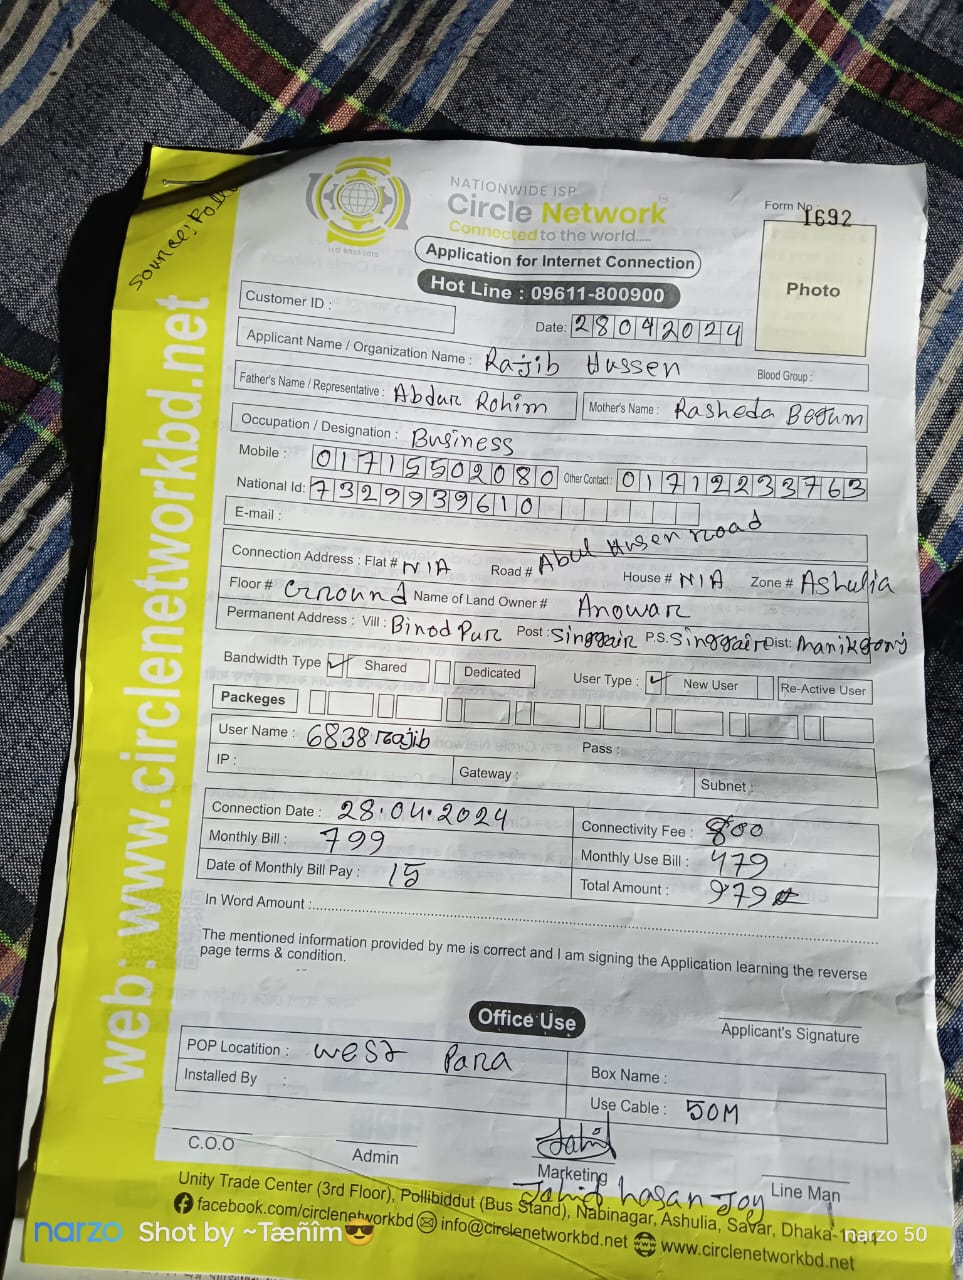 NATIONWIDE ISP
Circle Network
Connected to the world.....
ISO 9001:2015
Form No.:
1692
Application for Internet Connection
Hot Line : 09611-800900
Photo
Source:
Customer ID :
Date: 28042024
Applicant Name / Organization Name : Rajib Hussen Blood Group :
Father's Name / Representative : Abdur Rohim Mother's Name : Rasheda Begum
Occupation / Designation : Business
Mobile : 01715502080 Other Contact : 01712233763
National Id: 7329939610
E-mail :
Connection Address : Flat # N/A Road # Abul Husen road House # N/A Zone # Ashulia
Floor # Ground Name of Land Owner # Anowar
Permanent Address : Vill : Binod Pur Post : Singgair P.S. Singgair Dist: Manikgonj
Bandwidth Type ✓ Shared Dedicated User Type : ✓ New User Re-Active User
Packeges
User Name : 6838 rajib Pass :
IP : Gateway : Subnet :
Connection Date : 28.04.2024 Connectivity Fee : 800
Monthly Bill : 799 Monthly Use Bill : 479
Date of Monthly Bill Pay : 15 Total Amount : 979
In Word Amount :
The mentioned information provided by me is correct and I am signing the Application learning the reverse
page terms & condition.
Applicant's Signature
Office Use
POP Locatition : West Para Box Name :
Installed By : Use Cable : 50M
Jahid
C.O.O Admin Marketing Line Man
Jahid hasan Joy
Unity Trade Center (3rd Floor), Pollibiddut (Bus Stand), Nabinagar, Ashulia, Savar, Dhaka-
facebook.com/circlenetworkbd info@circlenetworkbd.net www.circlenetworkbd.net
web: www.circlenetworkbd.net
narzo Shot by ~Tæñîm😎 narzo 50